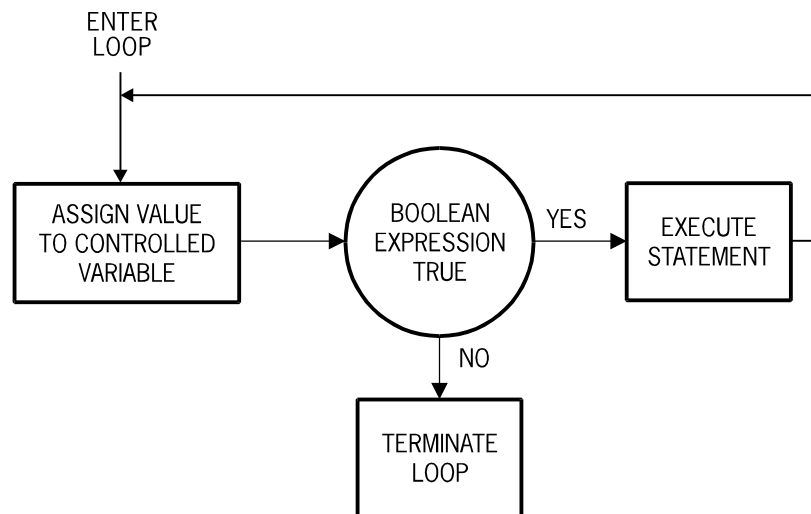 ENTER
LOOP
ASSIGN VALUE
TO CONTROLLED
VARIABLE
BOOLEAN
EXPRESSION
TRUE
YES
EXECUTE
STATEMENT
NO
TERMINATE
LOOP